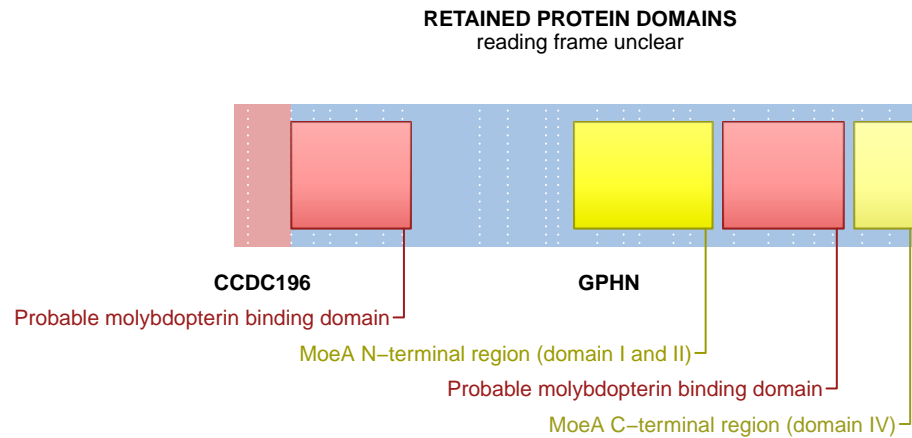 RETAINED PROTEIN DOMAINS
reading frame unclear
CCDC196
GPHN
Probable molybdopterin binding domain
MoeA N−terminal region (domain I and II)
Probable molybdopterin binding domain
MoeA C−terminal region (domain IV)